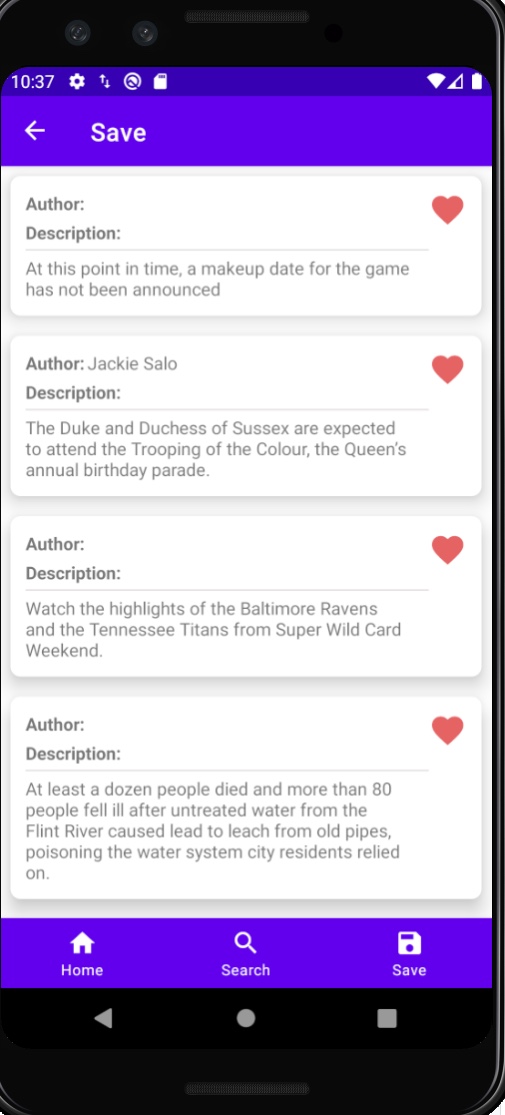 10:37
Save
Author:
Description:
At this point in time, a makeup date for the game
has not been announced
Author: Jackie Salo
Description:
The Duke and Duchess of Sussex are expected
to attend the Trooping of the Colour, the Queen’s
annual birthday parade.
Author:
Description:
Watch the highlights of the Baltimore Ravens
and the Tennessee Titans from Super Wild Card
Weekend.
Author:
Description:
At least a dozen people died and more than 80
people fell ill after untreated water from the
Flint River caused lead to leach from old pipes,
poisoning the water system city residents relied
on.
Home
Search
Save